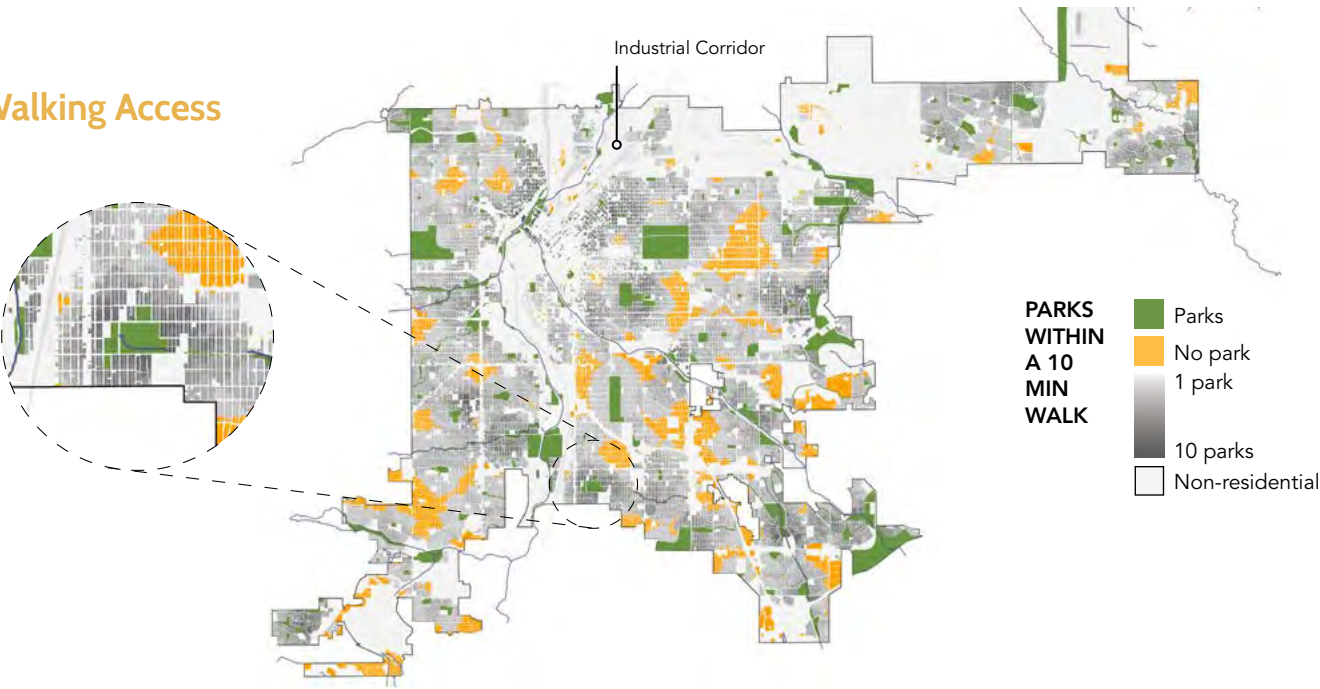 Industrial Corridor
Walking Access
PARKS
WITHIN
A 10
MIN
WALK
Parks
No park
1 park
10 parks
Non-residential